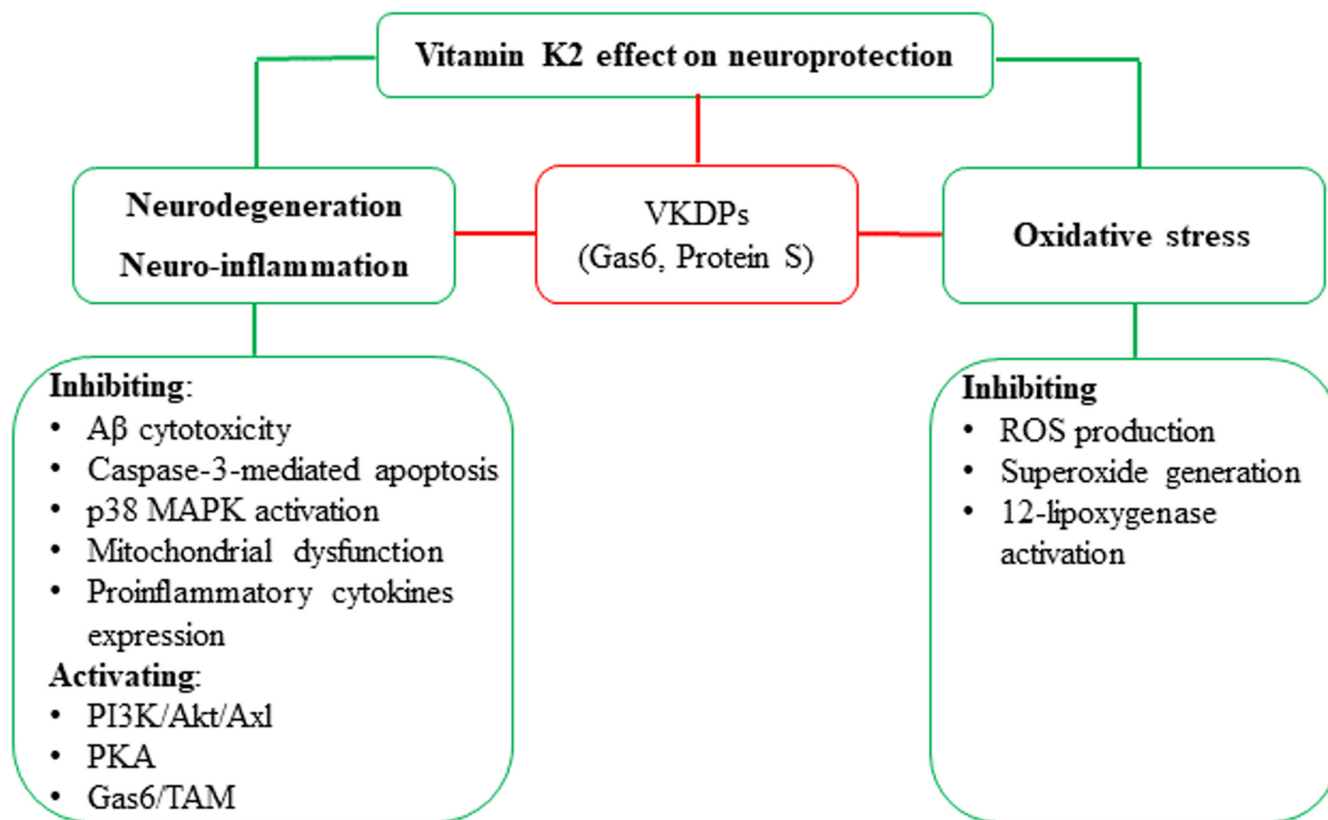 Vitamin K2 effect on neuroprotection
Neurodegeneration
Neuro-inflammation
VKDPs
(Gas6, Protein S)
Oxidative stress
Inhibiting:
• Aβ cytotoxicity
• Caspase-3-mediated apoptosis
• p38 MAPK activation
• Mitochondrial dysfunction
• Proinflammatory cytokines
expression
Activating:
• PI3K/Akt/Axl
• PKA
• Gas6/TAM
Inhibiting
• ROS production
• Superoxide generation
• 12-lipoxygenase
activation